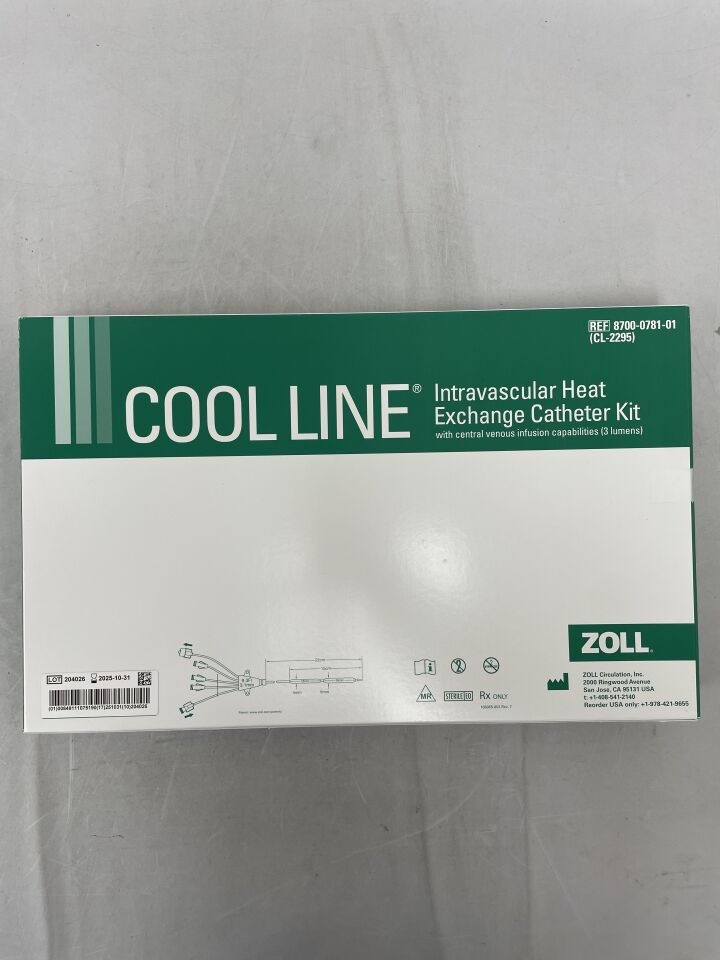 REF 8700-0781-01
(CL-2295)
COOL LINE®
Intravascular Heat
Exchange Catheter Kit
with central venous infusion capabilities (3 lumens)
ZOLL
ZOLL Circulation, Inc.
2000 Ringwood Avenue
San Jose, CA 95131 USA
t: +1-408-541-2140
Reorder USA only: +1-978-421-9655
LOT 204026 2025-10-31
MR
STERILE EO
Rx ONLY